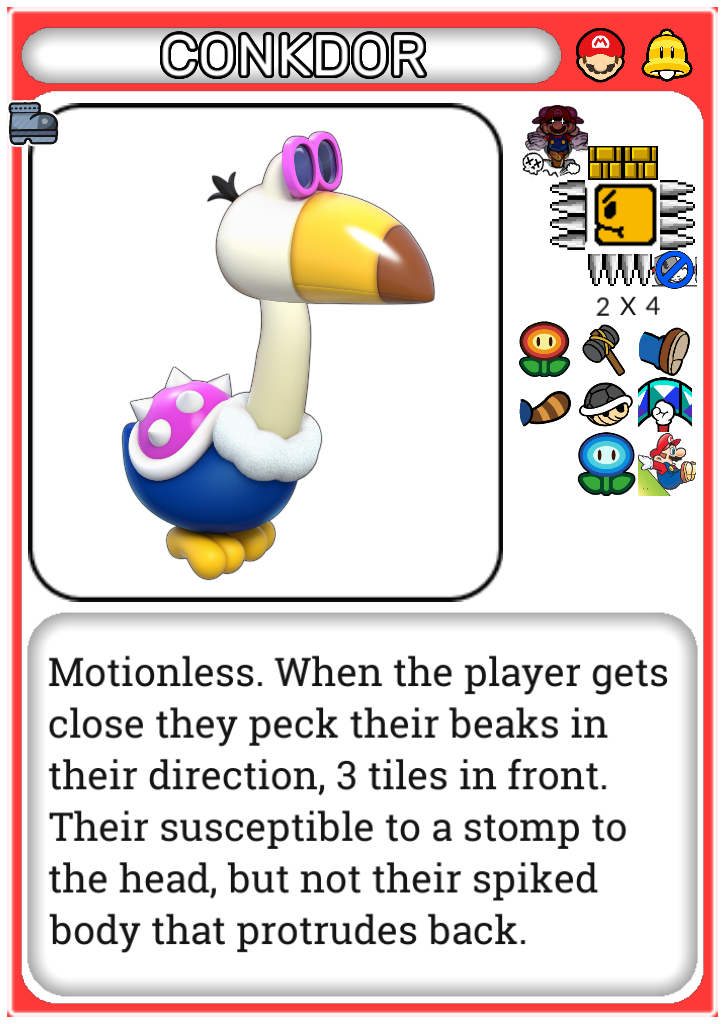 CONKDOR
2 X 4
Motionless. When the player gets
close they peck their beaks in
their direction, 3 tiles in front.
Their susceptible to a stomp to
the head, but not their spiked
body that protrudes back.